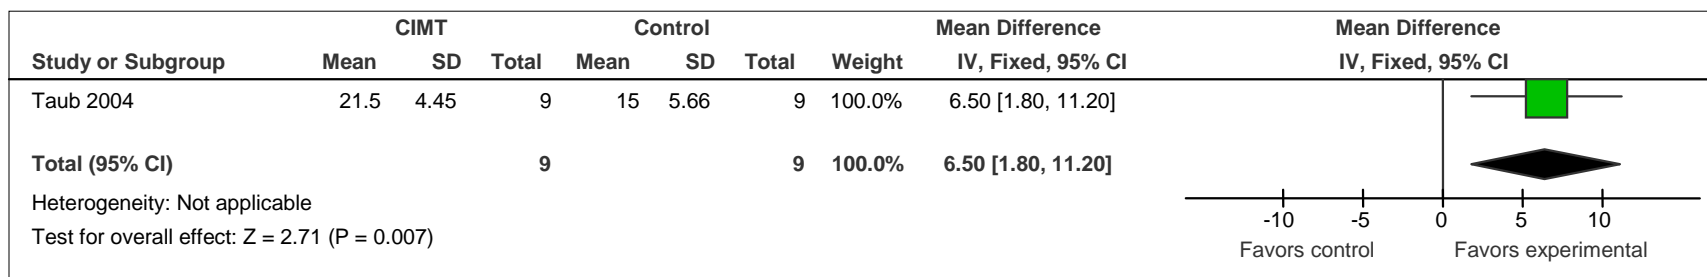 CIMT Control Mean Difference Mean Difference
Study or Subgroup Mean SD Total Mean SD Total Weight IV, Fixed, 95% CI IV, Fixed, 95% CI
Taub 2004 21.5 4.45 9 15 5.66 9 100.0% 6.50 [1.80, 11.20]
Total (95% CI) 9 9 100.0% 6.50 [1.80, 11.20]
Heterogeneity: Not applicable
Test for overall effect: Z = 2.71 (P = 0.007)
-10 -5 0 5 10
Favors control Favors experimental